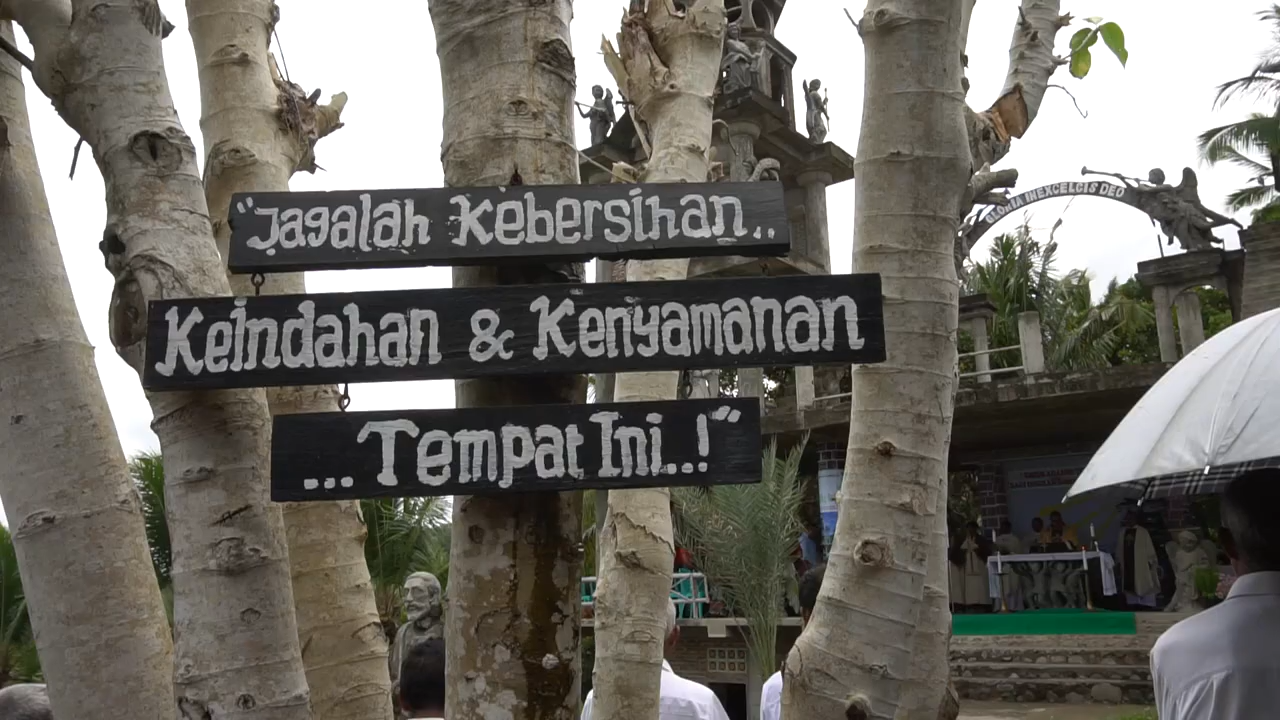 "Jagalah Kebersihan..
KeIndahan & Kenyamanan
... Tempat Ini..!"
GLORIA INEXCELCIS DEO